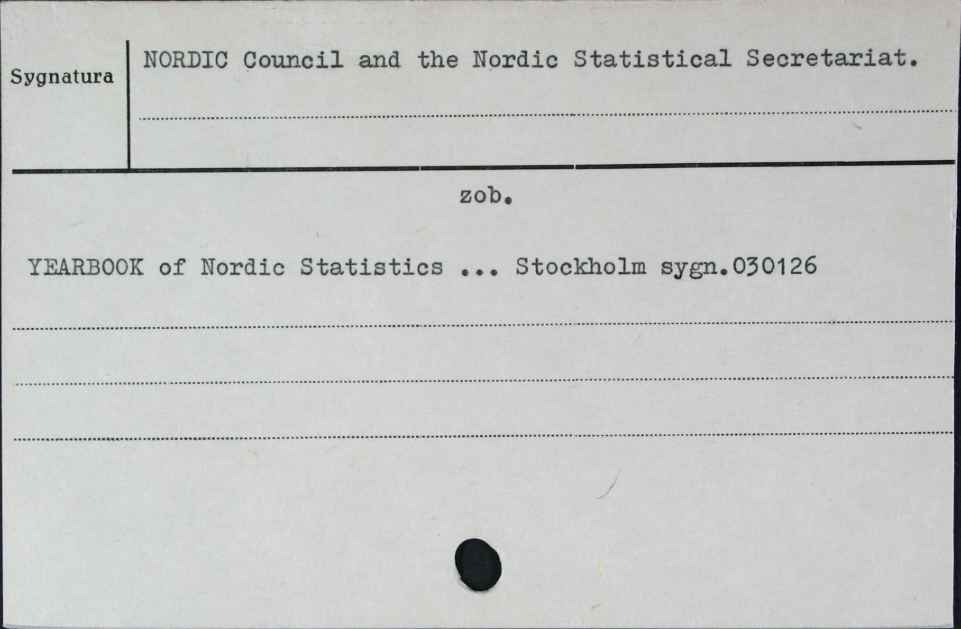 Sygnatura
NORDIC Council and the Nordic Statistical Secretariat.
zob.
YEARBOOK of Nordic Statistics ... Stockholm sygn.030126